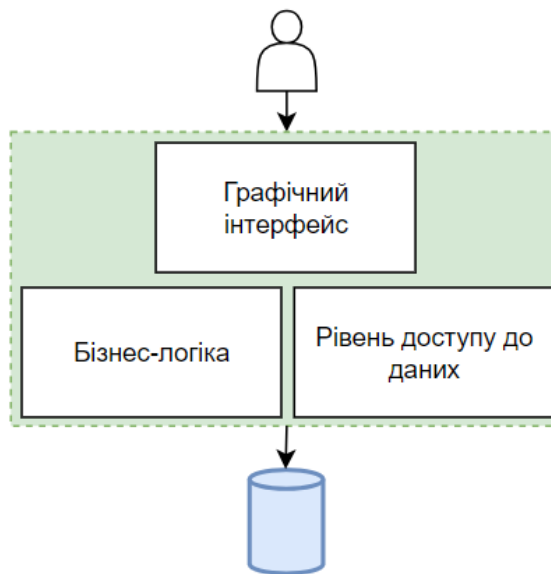 Графічний
інтерфейс
Бізнес-логіка
Рівень доступу до
даних